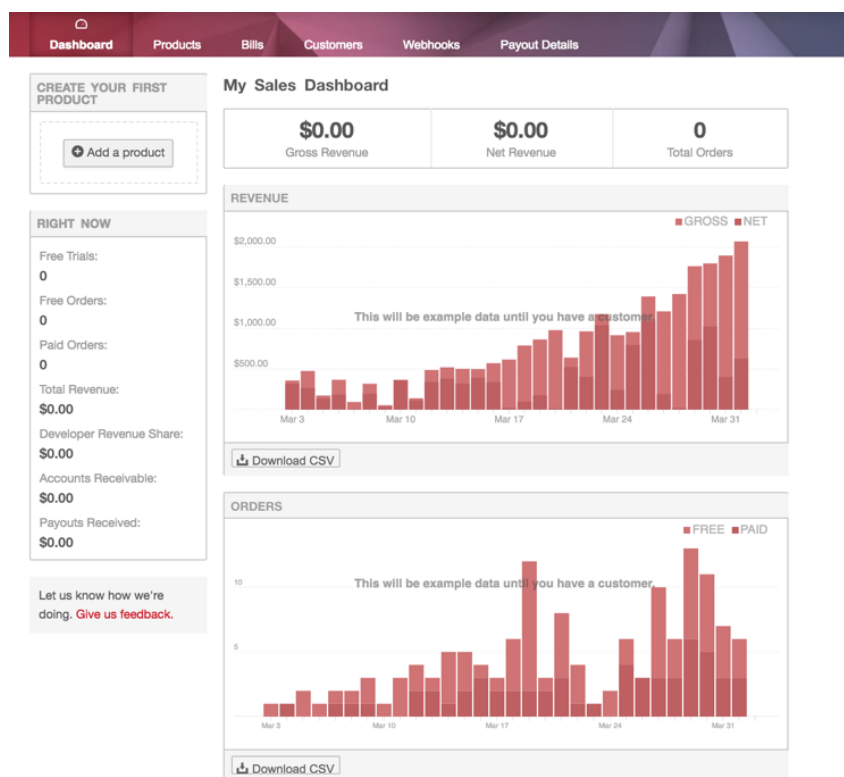 Dashboard Products Bills Customers Webhooks Payout Details
CREATE YOUR FIRST
PRODUCT
Add a product
RIGHT NOW
Free Trials:
0
Free Orders:
0
Paid Orders:
0
Total Revenue:
$0.00
Developer Revenue Share:
$0.00
Accounts Receivable:
$0.00
Payouts Received:
$0.00
Let us know how we're
doing. Give us feedback.
My Sales Dashboard
$0.00 $0.00 0
Gross Revenue Net Revenue Total Orders
REVENUE
GROSS NET
$2,000.00
$1,500.00
$1,000.00
This will be example data until you have a customer.
$500.00
Mar 3 Mar 10 Mar 17 Mar 24 Mar 31
Download CSV
ORDERS
FREE PAID
10
This will be example data until you have a customer.
5
Mar 3 Mar 10 Mar 17 Mar 24 Mar 31
Download CSV